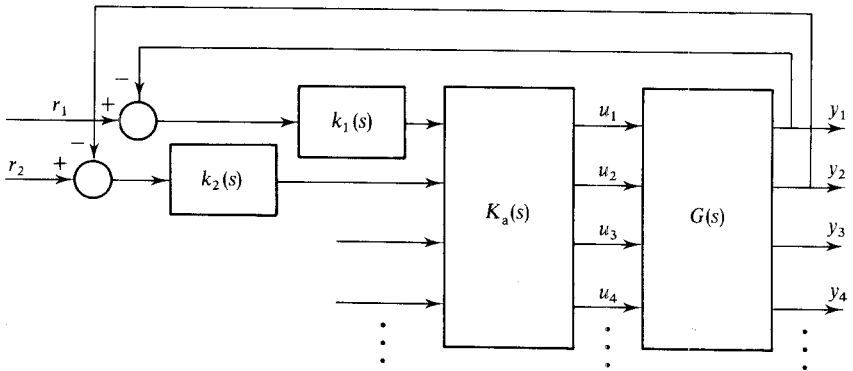 −
−
r₁
+
k₁(s)
u₁
y₁
−
r₂
+
k₂(s)
Kₐ(s)
u₂
G(s)
y₂
u₃
y₃
u₄
y₄